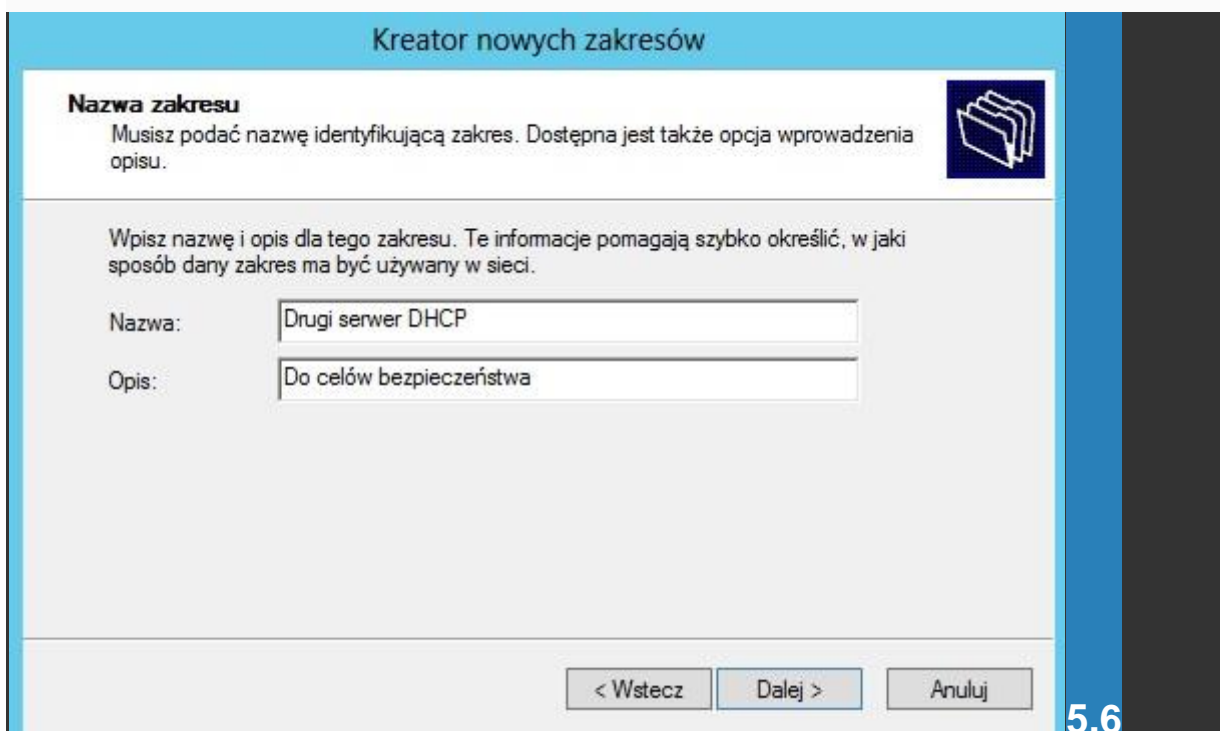 Kreator nowych zakresów
Nazwa zakresu
Musisz podać nazwę identyfikującą zakres. Dostępna jest także opcja wprowadzenia
opisu.
Wpisz nazwę i opis dla tego zakresu. Te informacje pomagają szybko określić, w jaki
sposób dany zakres ma być używany w sieci.
Nazwa: Drugi serwer DHCP
Opis: Do celów bezpieczeństwa
< Wstecz Dalej > Anuluj
5.6